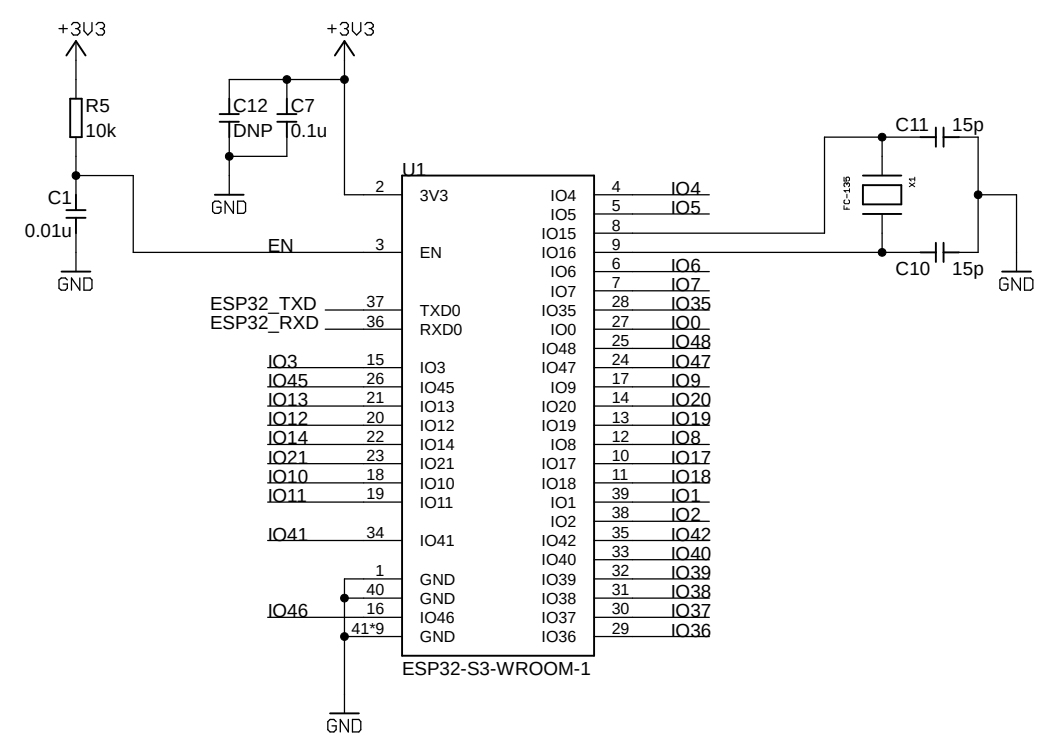 +3V3
+3V3
R5
10k
C12
DNP
C7
0.1u
C1
0.01u
GND
GND
C11 15p
FC-135
X1
C10 15p
GND
U1
2 3V3
EN 3 EN
ESP32_TXD 37 TXD0
ESP32_RXD 36 RXD0
IO3 15 IO3
IO45 26 IO45
IO13 21 IO13
IO12 20 IO12
IO14 22 IO14
IO21 23 IO21
IO10 18 IO10
IO11 19 IO11
IO41 34 IO41
1 GND
40 GND
IO46 16 IO46
41*9 GND
IO4 4 IO4
IO5 5 IO5
IO15 8
IO16 9
IO6 6 IO6
IO7 7 IO7
IO35 28 IO35
IO0 27 IO0
IO48 25 IO48
IO47 24 IO47
IO9 17 IO9
IO20 14 IO20
IO19 13 IO19
IO8 12 IO8
IO17 10 IO17
IO18 11 IO18
IO1 39 IO1
IO2 38 IO2
IO42 35 IO42
IO40 33 IO40
IO39 32 IO39
IO38 31 IO38
IO37 30 IO37
IO36 29 IO36
ESP32-S3-WROOM-1
GND